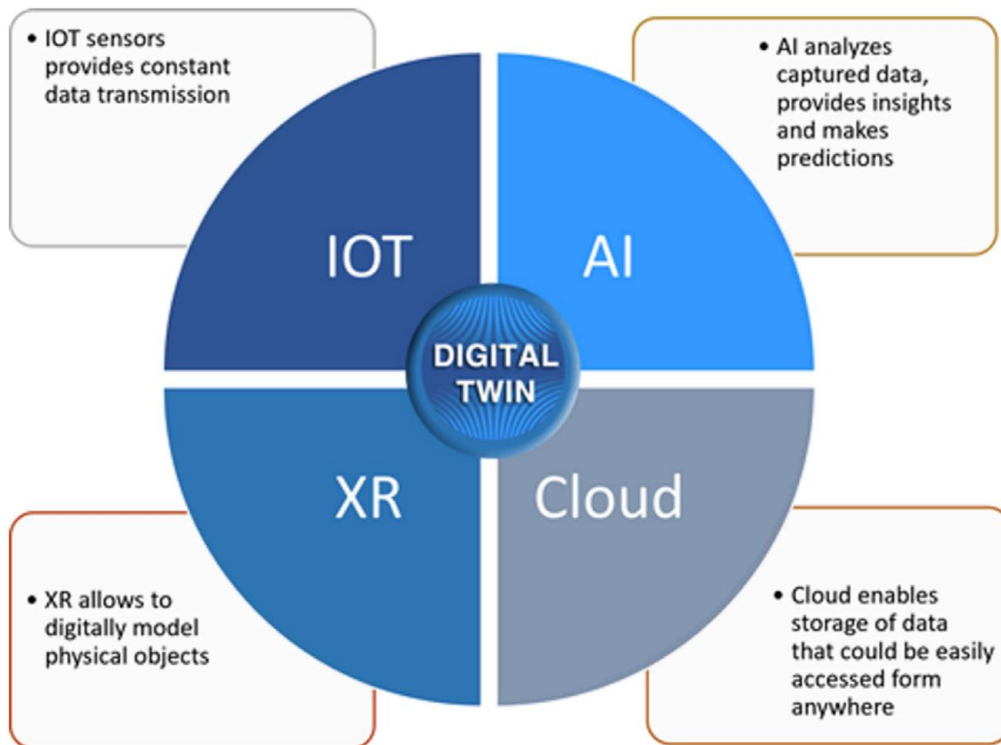 • IOT sensors
provides constant
data transmission
• AI analyzes
captured data,
provides insights
and makes
predictions
IOT
AI
DIGITAL
TWIN
XR
Cloud
• XR allows to
digitally model
physical objects
• Cloud enables
storage of data
that could be easily
accessed form
anywhere